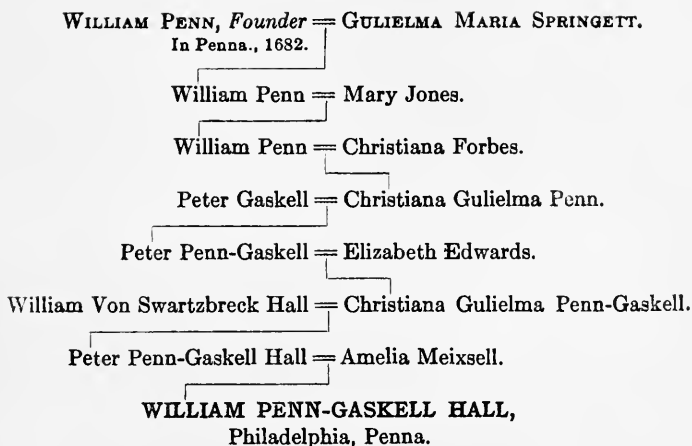 WILLIAM PENN, Founder = GULIELMA MARIA SPRINGETT.
In Penna., 1682.
William Penn = Mary Jones.
William Penn = Christiana Forbes.
Peter Gaskell = Christiana Gulielma Penn.
Peter Penn-Gaskell = Elizabeth Edwards.
William Von Swartzbreck Hall = Christiana Gulielma Penn-Gaskell.
Peter Penn-Gaskell Hall = Amelia Meixsell.
WILLIAM PENN-GASKELL HALL,
Philadelphia, Penna.